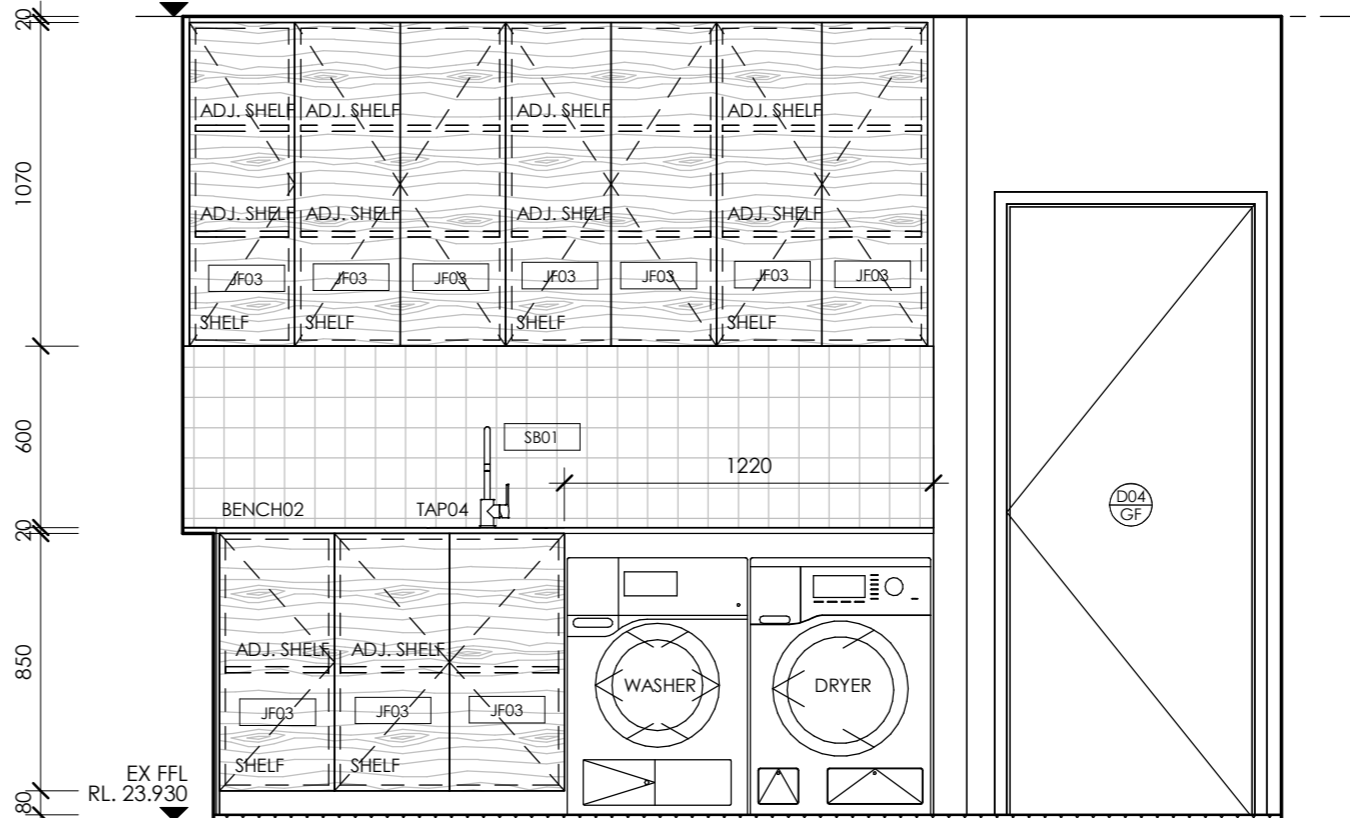 20
ADJ. SHELF ADJ. SHELF ADJ. SHELF ADJ. SHELF
1070
ADJ. SHELF ADJ. SHELF ADJ. SHELF ADJ. SHELF
JF03 JF03 JF03 JF03 JF03 JF03 JF03
SHELF SHELF SHELF SHELF
600
SB01
1220
BENCH02 TAP04
D04
GF
20
850
ADJ. SHELF ADJ. SHELF
WASHER DRYER
JF03 JF03 JF03
SHELF SHELF
EX FFL
RL. 23.930
80